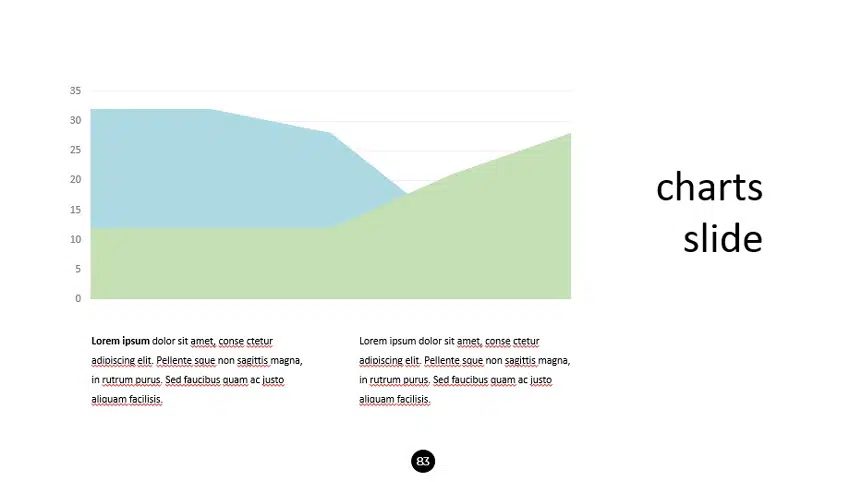 35
30
25
20
15
10
5
0
charts
slide
Lorem ipsum dolor sit amet, conse ctetur
adipiscing elit. Pellente sque non sagittis magna,
in rutrum purus. Sed faucibus quam ac justo
aliquam facilisis.
Lorem ipsum dolor sit amet, conse ctetur
adipiscing elit. Pellente sque non sagittis magna,
in rutrum purus. Sed faucibus quam ac justo
aliquam facilisis.
83